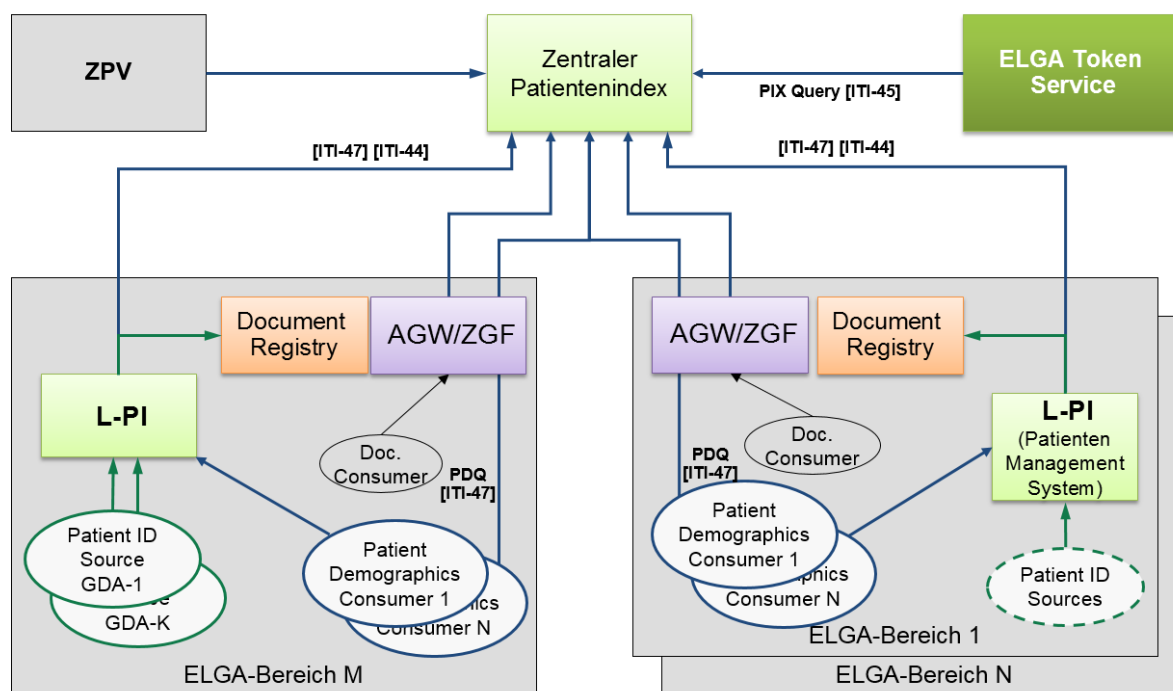 ZPV
Zentraler
Patientenindex
ELGA Token
Service
PIX Query [ITI-45]
[ITI-47] [ITI-44]
[ITI-47] [ITI-44]
Document
Registry
AGW/ZGF
L-PI
Doc.
Consumer
PDQ
[ITI-47]
Patient ID
Source
GDA-1
GDA-K
Patient
Demographics
Consumer 1
Consumer N
ELGA-Bereich M
AGW/ZGF
Document
Registry
L-PI
(Patienten
Management
System)
Doc.
Consumer
PDQ
[ITI-47]
Patient
Demographics
Consumer 1
Consumer N
Patient ID
Sources
ELGA-Bereich 1
ELGA-Bereich N